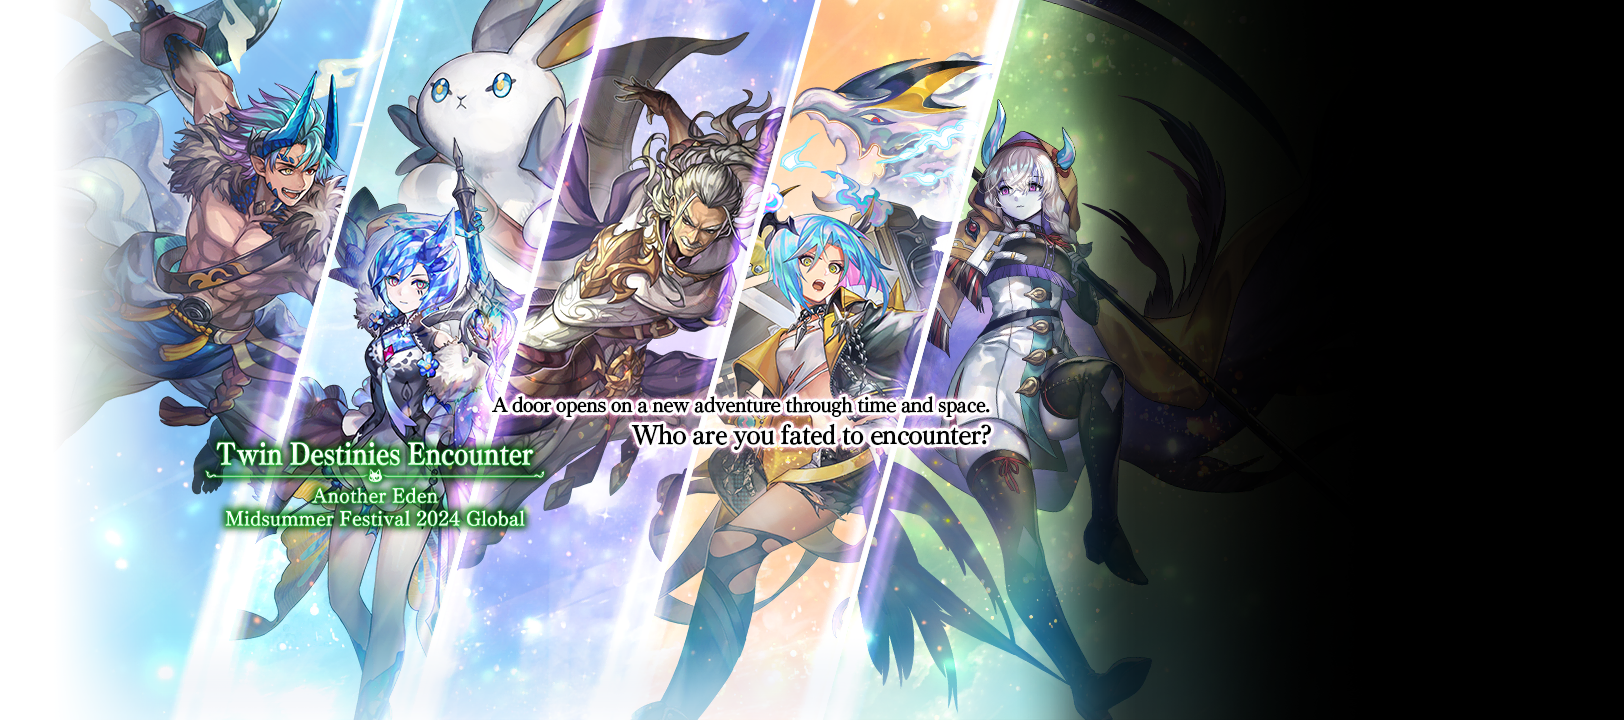 A door opens on a new adventure through time and space.
Who are you fated to encounter?
Twin Destinies Encounter
Another Eden
Midsummer Festival 2024 Global